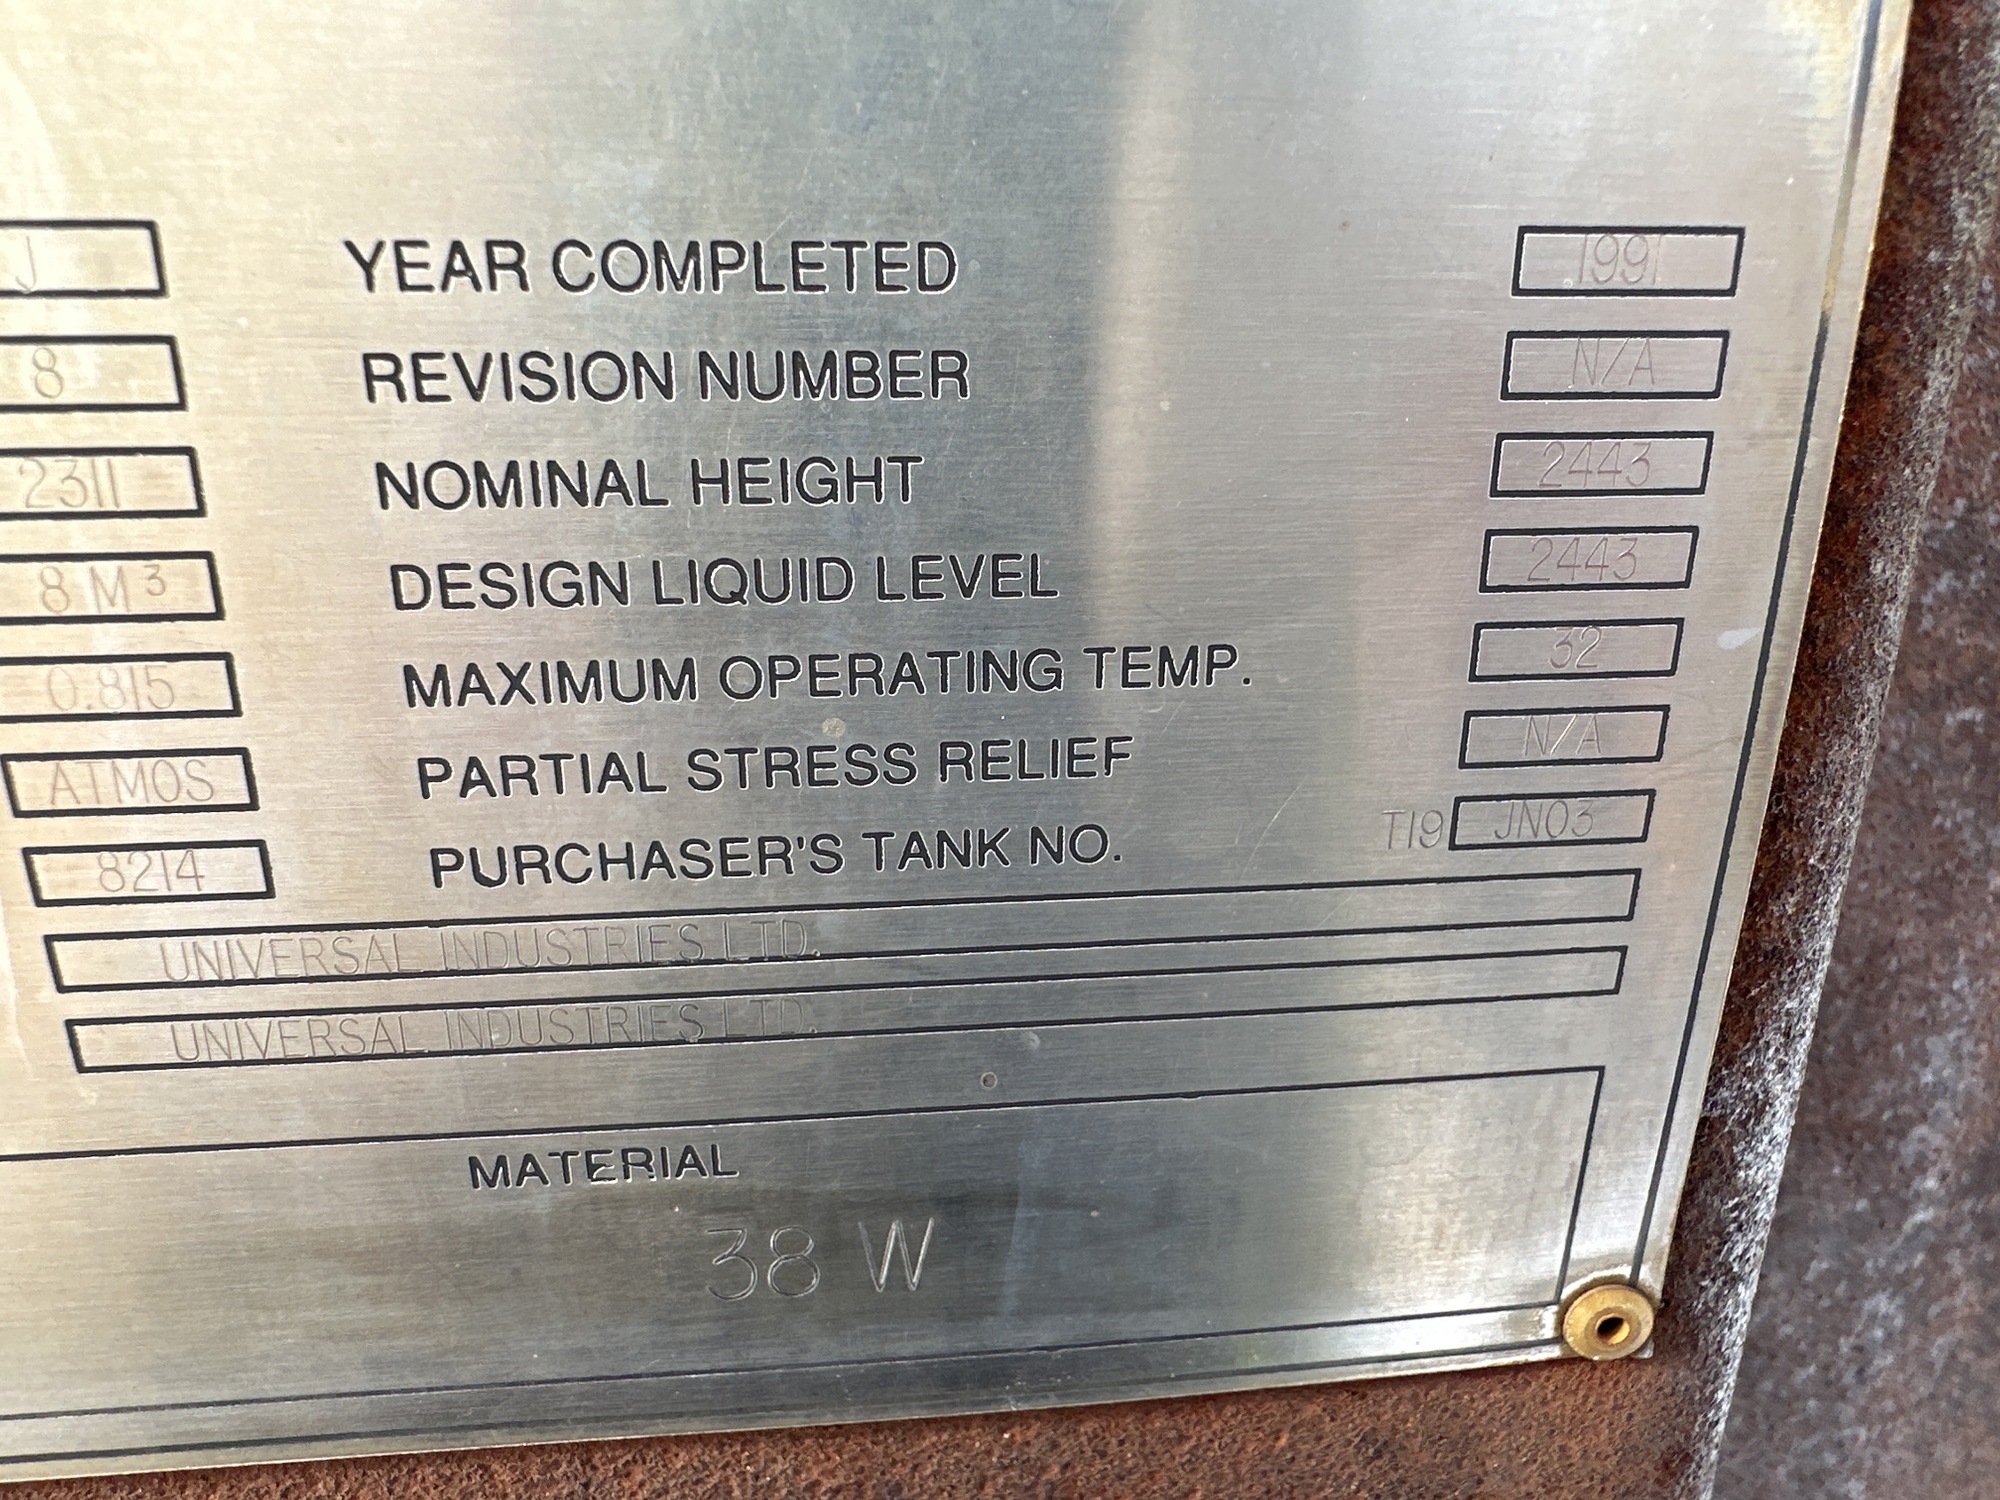 J YEAR COMPLETED 1991
8 REVISION NUMBER N/A
2311 NOMINAL HEIGHT 2443
8 M³ DESIGN LIQUID LEVEL 2443
0.815 MAXIMUM OPERATING TEMP. 32
ATMOS PARTIAL STRESS RELIEF N/A
8214 PURCHASER'S TANK NO. T19 JN03
UNIVERSAL INDUSTRIES LTD.
UNIVERSAL INDUSTRIES LTD.
MATERIAL
38 W